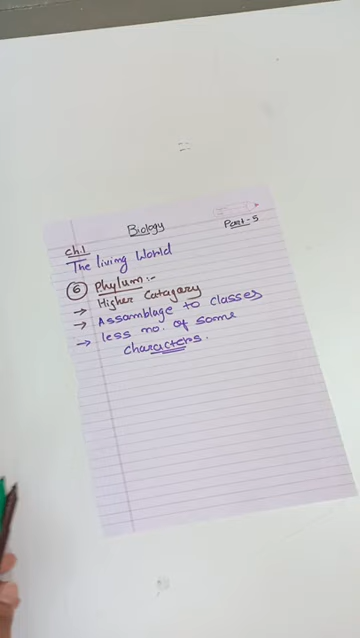 Biology
Part-5
Ch.1
The living World
6 Phylum:-
→ Higher Catagary
→ Assamblage to classes
→ less no. of some
characters.